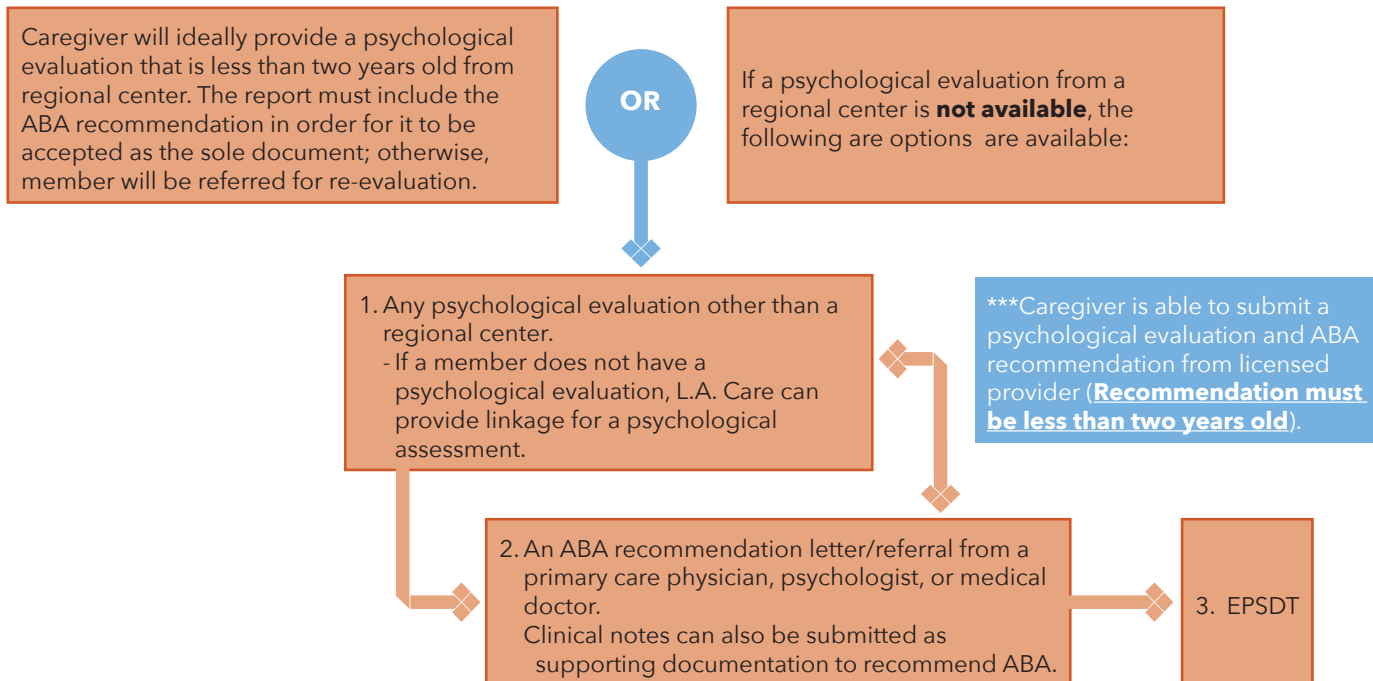 Caregiver will ideally provide a psychological
evaluation that is less than two years old from
regional center. The report must include the
ABA recommendation in order for it to be
accepted as the sole document; otherwise,
member will be referred for re-evaluation.
OR
If a psychological evaluation from a
regional center is not available, the
following are options  are available:
1. Any psychological evaluation other than a
regional center.
- If a member does not have a
psychological evaluation, L.A. Care can
provide linkage for a psychological
assessment.
***Caregiver is able to submit a
psychological evaluation and ABA
recommendation from licensed
provider (Recommendation must
be less than two years old).
2. An ABA recommendation letter/referral from a
primary care physician, psychologist, or medical
doctor.
Clinical notes can also be submitted as
supporting documentation to recommend ABA.
3. EPSDT